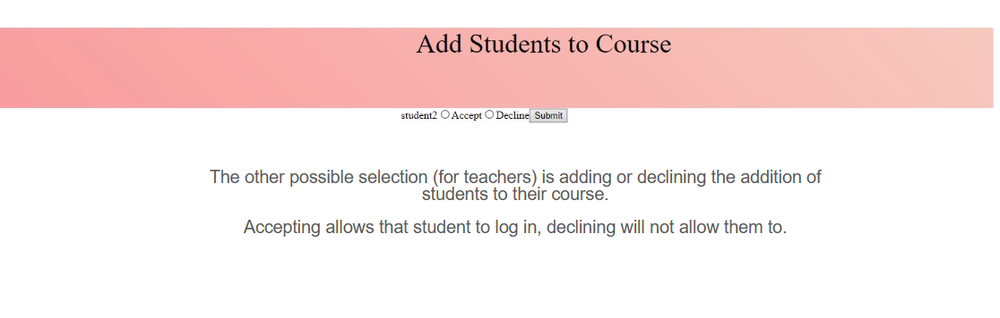 Add Students to Course
student2 Accept Decline Submit
The other possible selection (for teachers) is adding or declining the addition of
students to their course.
Accepting allows that student to log in, declining will not allow them to.